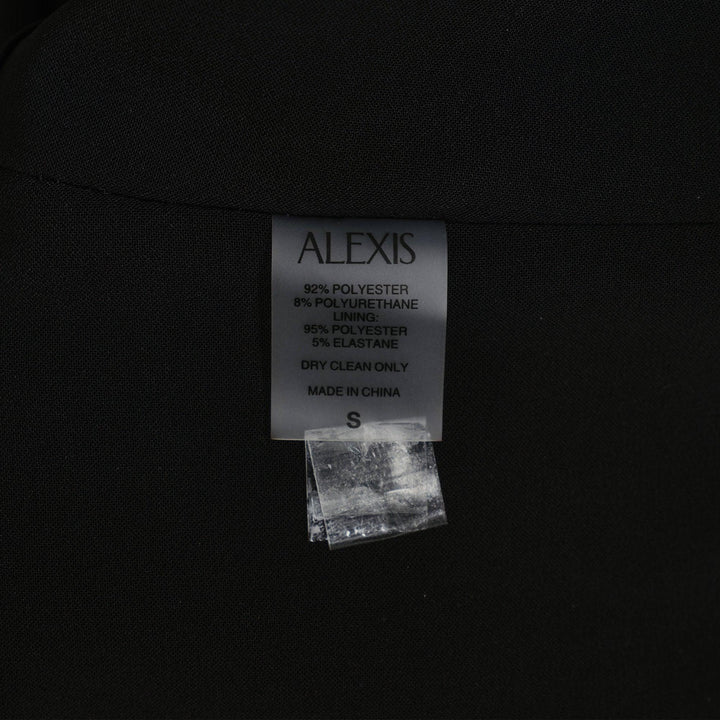 ALEXIS
92% POLYESTER
8% POLYURETHANE
LINING:
95% POLYESTER
5% ELASTANE
DRY CLEAN ONLY
MADE IN CHINA
S